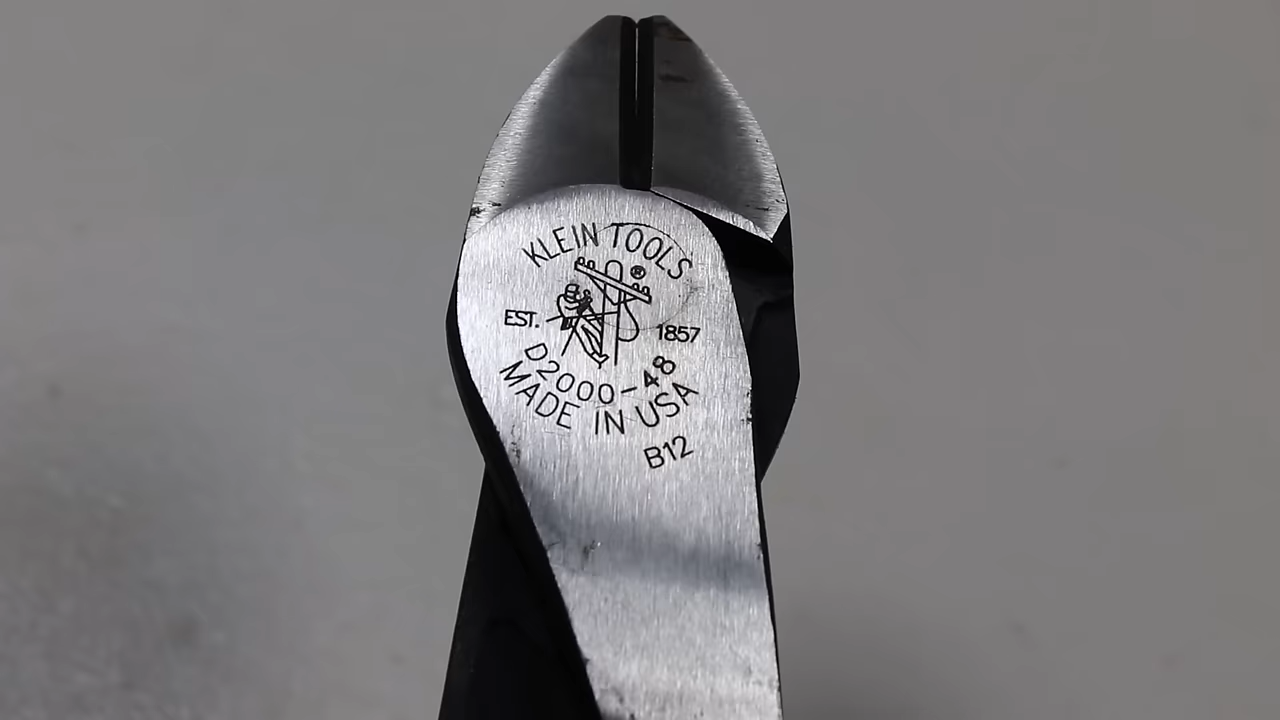 KLEIN TOOLS
®
EST. 1857
D2000-48
MADE IN USA
B12